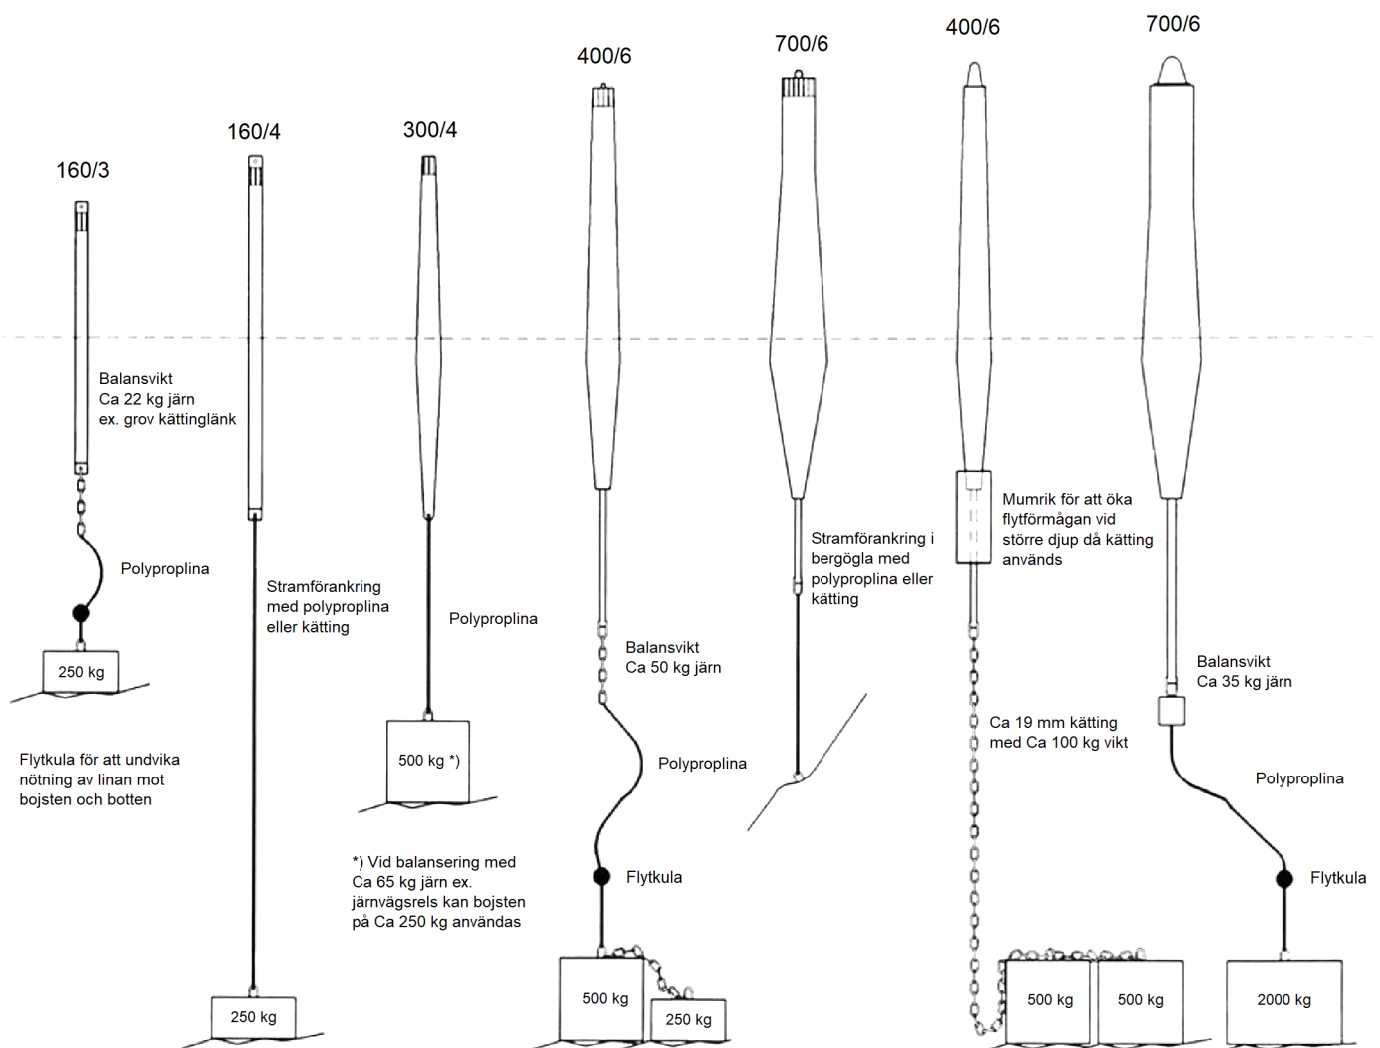 160/3
160/4
300/4
400/6
700/6
400/6
700/6
Balansvikt
Ca 22 kg järn
ex. grov kättinglänk
Polyproplina
250 kg
Flytkula för att undvika
nötning av linan mot
bojsten och botten
Stramförankring
med polyproplina
eller kätting
250 kg
Polyproplina
500 kg *)
*) Vid balansering med
Ca 65 kg järn ex.
järnvägsrels kan bojsten
på Ca 250 kg användas
Balansvikt
Ca 50 kg järn
Polyproplina
Flytkula
500 kg
250 kg
Stramförankring i
bergögla med
polyproplina eller
kätting
Mumrik för att öka
flytförmågan vid
större djup då kätting
används
Ca 19 mm kätting
med Ca 100 kg vikt
500 kg
500 kg
Balansvikt
Ca 35 kg järn
Polyproplina
Flytkula
2000 kg